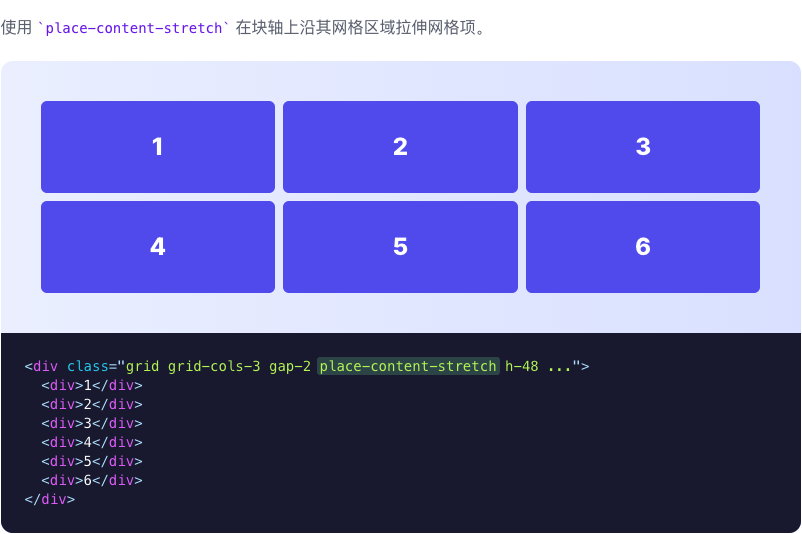 使用 `place-content-stretch` 在块轴上沿其网格区域拉伸网格项。
1
2
3
4
5
6
<div class="grid grid-cols-3 gap-2 place-content-stretch h-48 ...">
  <div>1</div>
  <div>2</div>
  <div>3</div>
  <div>4</div>
  <div>5</div>
  <div>6</div>
</div>